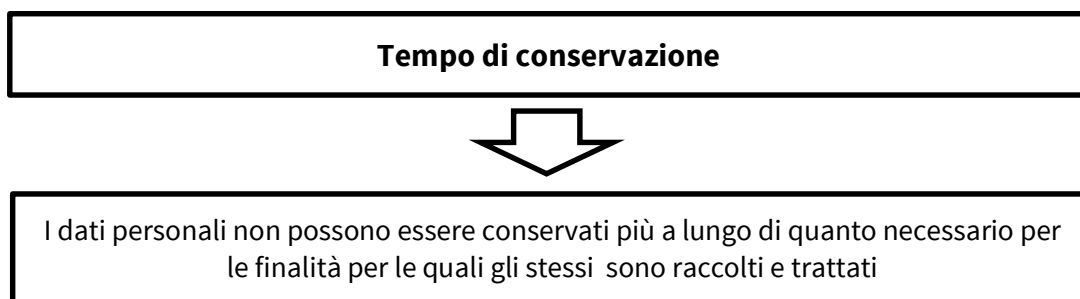 Tempo di conservazione
I dati personali non possono essere conservati più a lungo di quanto necessario per
le finalità per le quali gli stessi  sono raccolti e trattati